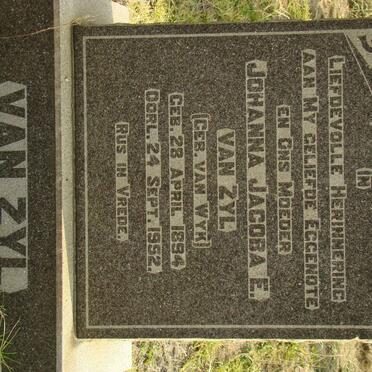 IN
LIEFDEVOLLE HERINNERING
AAN MY GELIEFDE EGGENOTE
EN ONS MOEDER
JOHANNA JACOBA E.
VAN ZYL
(GEB. VAN WYK)
GEB. 28 APRIL 1894
OORL. 24 SEPT. 1952.
RUS IN VREDE.
VAN ZYL